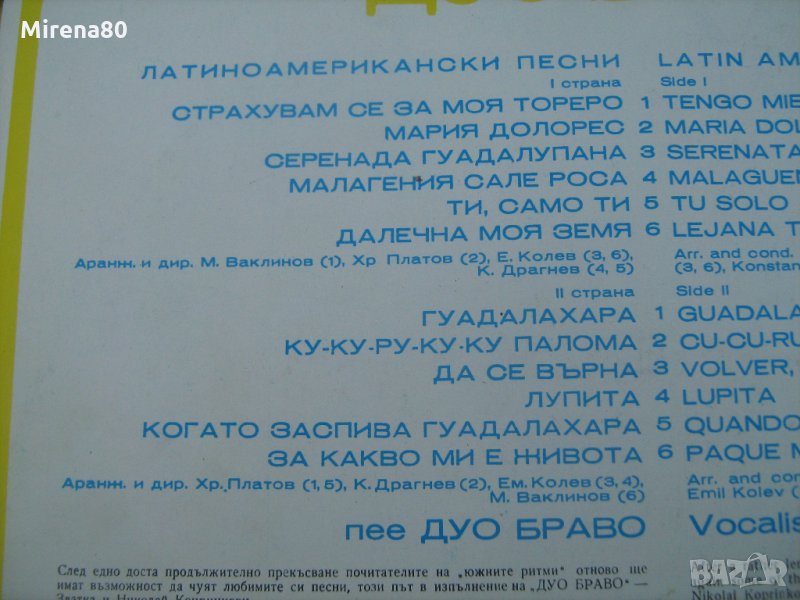 Mirena80
ЛАТИНОАМЕРИКАНСКИ ПЕСНИ LATIN AM
I страна Side I
СТРАХУВАМ СЕ ЗА МОЯ ТОРЕРО 1 TENGO MIE
МАРИЯ ДОЛОРЕС 2 MARIA DOL
СЕРЕНАДА ГУАДАЛУПАНА 3 SERENATA
МАЛАГЕНИЯ САЛЕ РОСА 4 MALAGUEN
ТИ, САМО ТИ 5 TU SOLO
ДАЛЕЧНА МОЯ ЗЕМЯ 6 LEJANA T
Аранж. и дир. М. Ваклинов (1), Хр Платов (2), Е. Колев (3, 6), Arr. and cond.
К. Драгнев (4, 5) (3, 6), Konstan
II страна Side II
ГУАДАЛАХАРА 1 GUADALA
КУ-КУ-РУ-КУ-КУ ПАЛОМА 2 CU-CU-RU
ДА СЕ ВЪРНА 3 VOLVER,
ЛУПИТА 4 LUPITA
КОГАТО ЗАСПИВА ГУАДАЛАХАРА 5 QUANDO
ЗА КАКВО МИ Е ЖИВОТА 6 PAQUE M
Аранж. и дир. Хр. Платов (1, 5), К. Драгнев (2), Ем. Колев (3, 4), Arr. and cond
М. Ваклинов (6) Emil Kolev (
пее ДУО БРАВО Vocalis
След едно доста продължително прекъсване почитателите на „южните ритми“ отново ще
имат възможност да чуят любимите си песни, този път в изпълнение на „ДУО БРАВО“ —
Златка и Николай Nikolai Koprinko
bazar